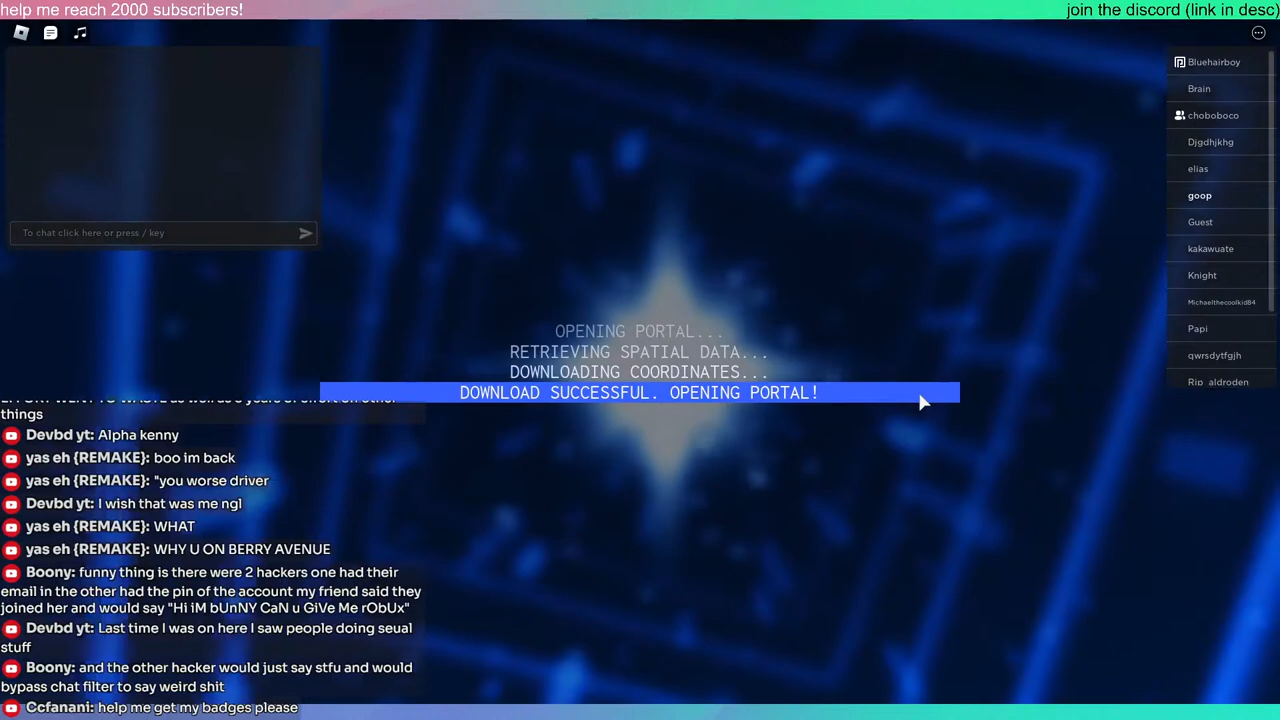 help me reach 2000 subscribers!
join the discord (link in desc)
To chat click here or press / key
Bluehairboy
Brain
choboboco
Djgdhjkhg
elias
goop
Guest
kakawuate
Knight
Michaelthecoolkid84
Papi
qwrsdytfgjh
Rip_aldroden
OPENING PORTAL...
RETRIEVING SPATIAL DATA...
DOWNLOADING COORDINATES...
DOWNLOAD SUCCESSFUL. OPENING PORTAL!
things
Devbd yt: Alpha kenny
yas eh {REMAKE}: boo im back
yas eh {REMAKE}: "you worse driver
Devbd yt: I wish that was me ngl
yas eh {REMAKE}: WHAT
yas eh {REMAKE}: WHY U ON BERRY AVENUE
Boony: funny thing is there were 2 hackers one had their
email in the other had the pin of the account my friend said they
joined her and would say "Hi iM bUnNY CaN u GiVe Me rObUx"
Devbd yt: Last time I was on here I saw people doing seual
stuff
Boony: and the other hacker would just say stfu and would
bypass chat filter to say weird shit
Ccfanani: help me get my badges please